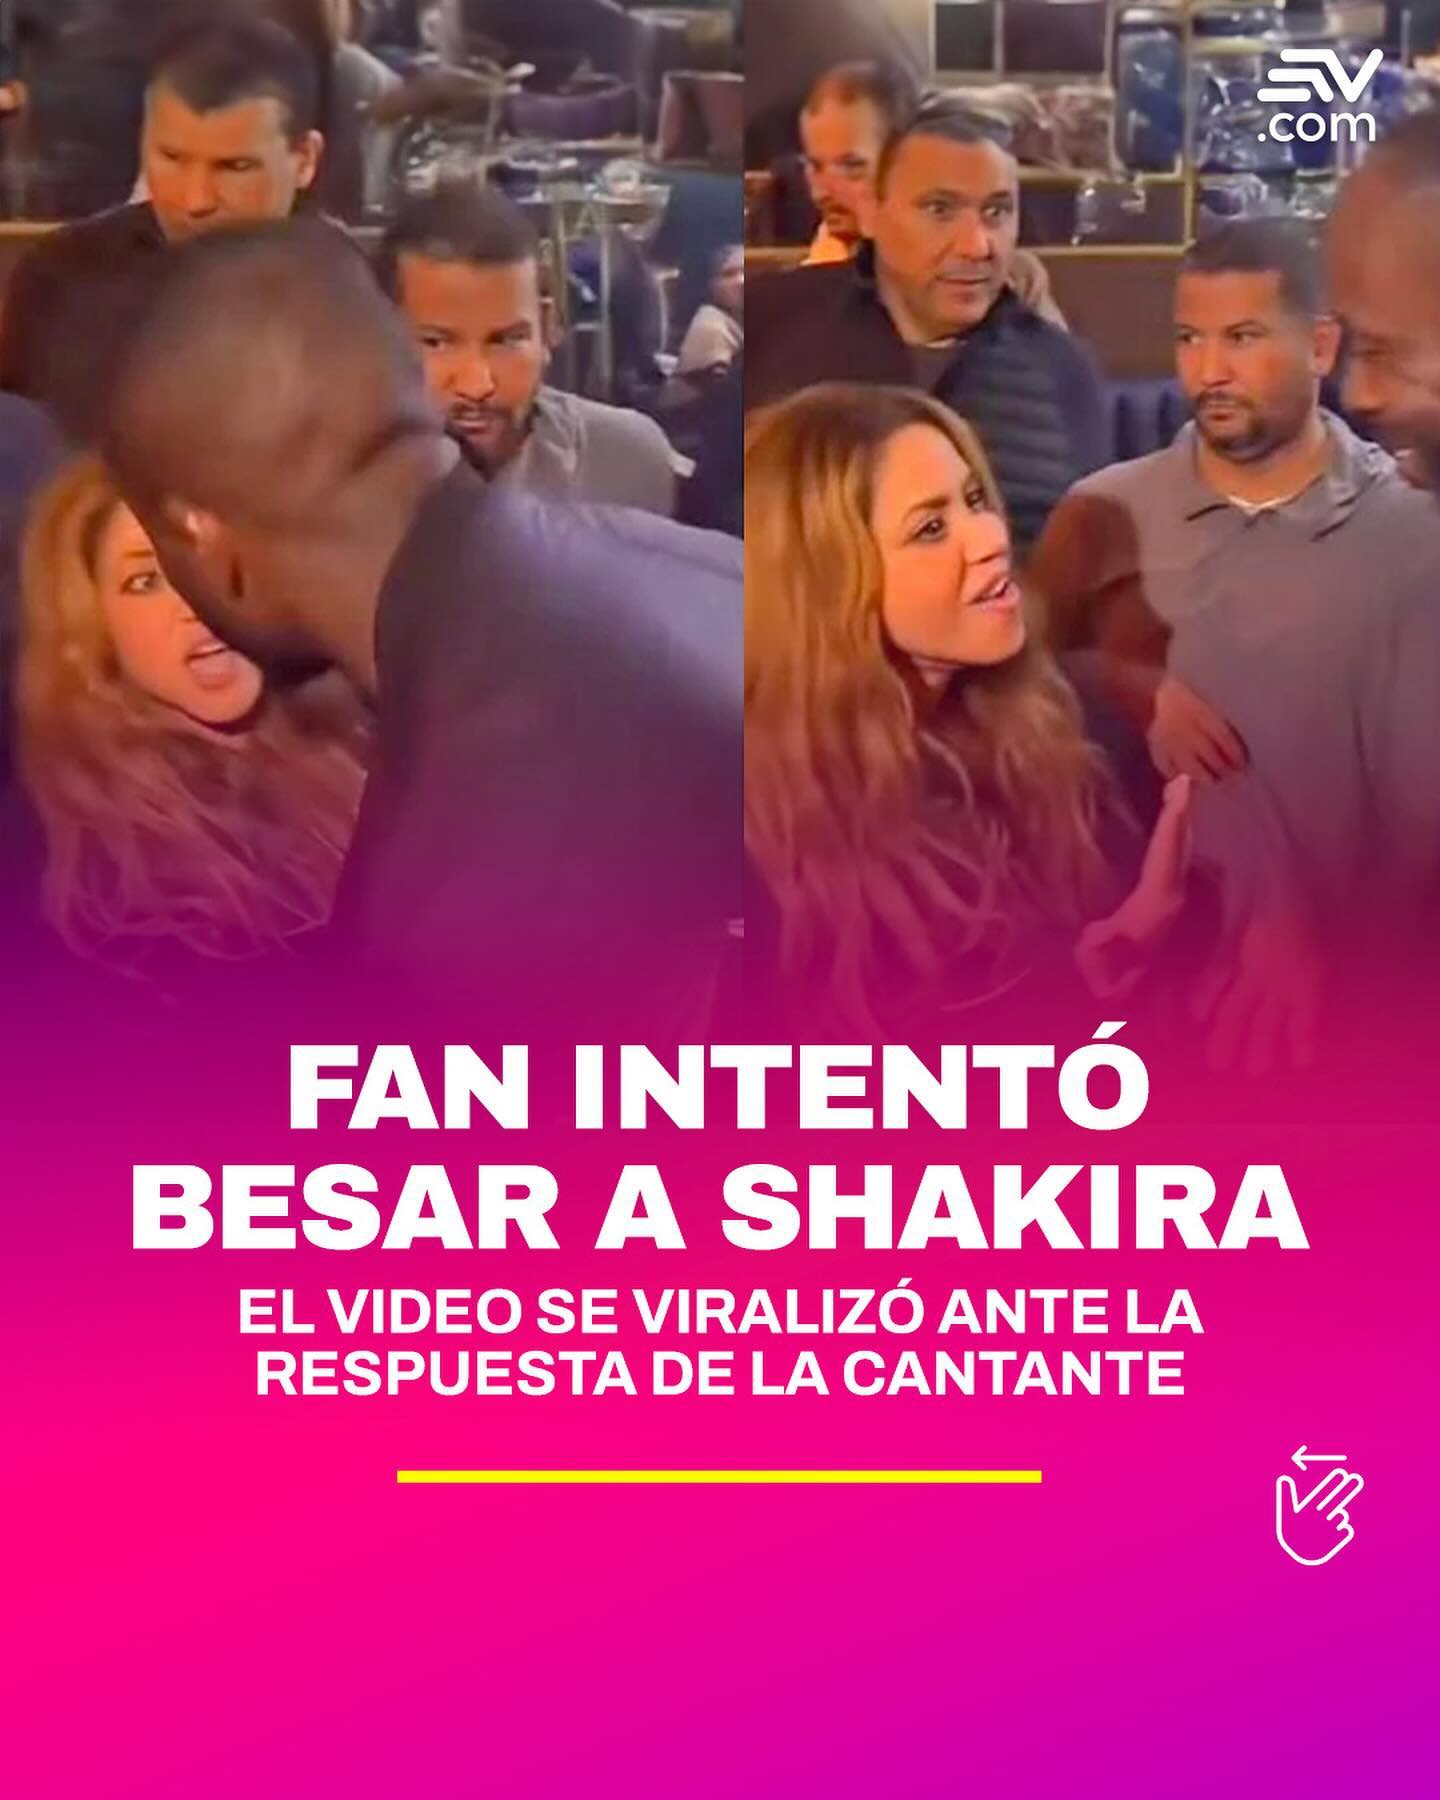 EV
.com
FAN INTENTÓ
BESAR A SHAKIRA
EL VIDEO SE VIRALIZÓ ANTE LA
RESPUESTA DE LA CANTANTE